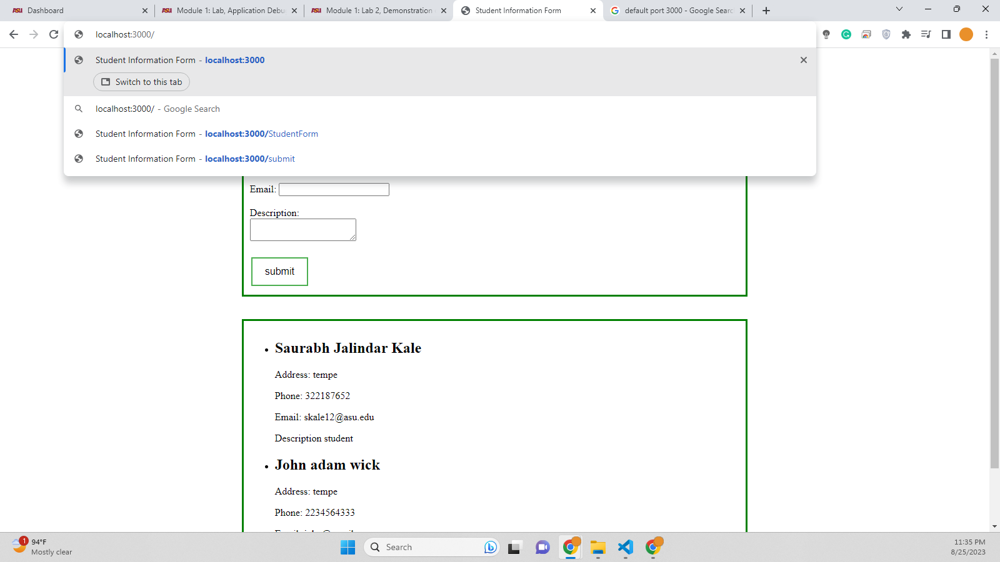 ASU Dashboard
ASU Module 1: Lab, Application Debu
ASU Module 1: Lab 2, Demonstration
Student Information Form
default port 3000 - Google Searc
localhost:3000/
Student Information Form - localhost:3000
Switch to this tab
localhost:3000/ - Google Search
Student Information Form - localhost:3000/StudentForm
Student Information Form - localhost:3000/submit
Email:
Description:
submit
Saurabh Jalindar Kale
Address: tempe
Phone: 322187652
Email: skale12@asu.edu
Description student
John adam wick
Address: tempe
Phone: 2234564333
1
94°F
Mostly clear
Search
11:35 PM
8/25/2023